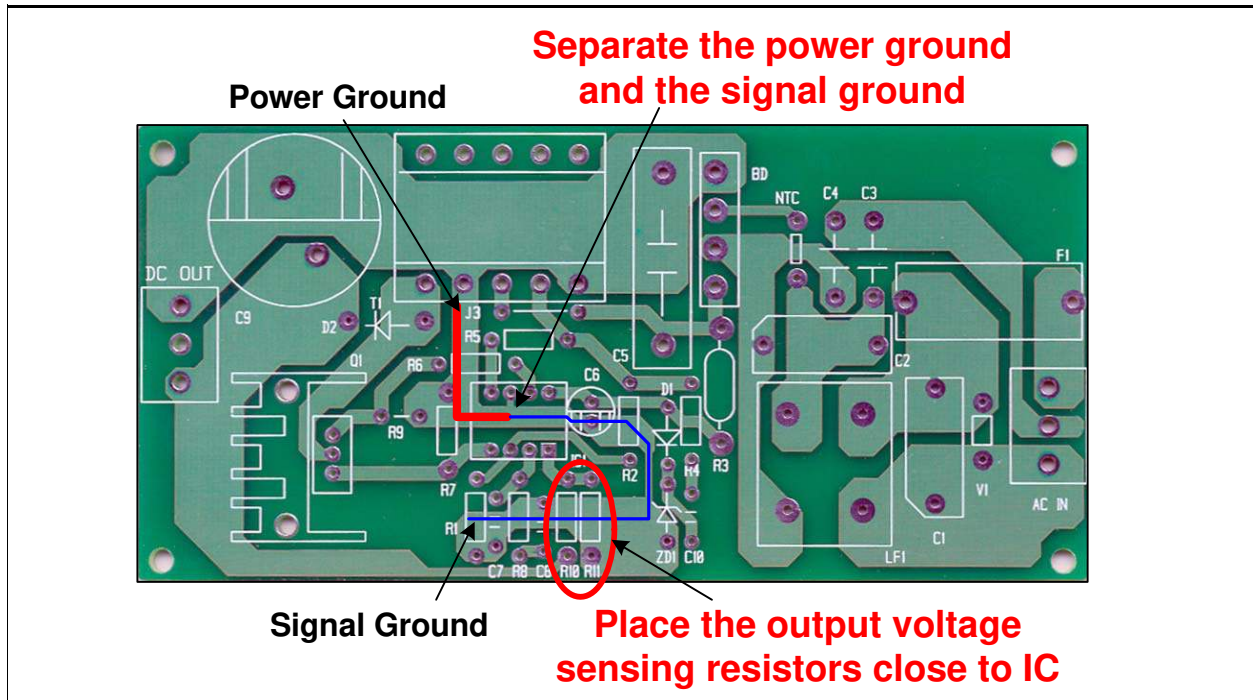 Separate the power ground
and the signal ground
Power Ground
BD
NTC
C4
C3
F1
DC OUT
C9
T1
D2
J3
R5
Q1
R6
C5
C2
C6
D1
R9
R2
R3
R7
R4
V1
AC IN
R1
C7
R8
R10
R11
ZD1
C10
LF1
C1
Signal Ground
Place the output voltage
sensing resistors close to IC